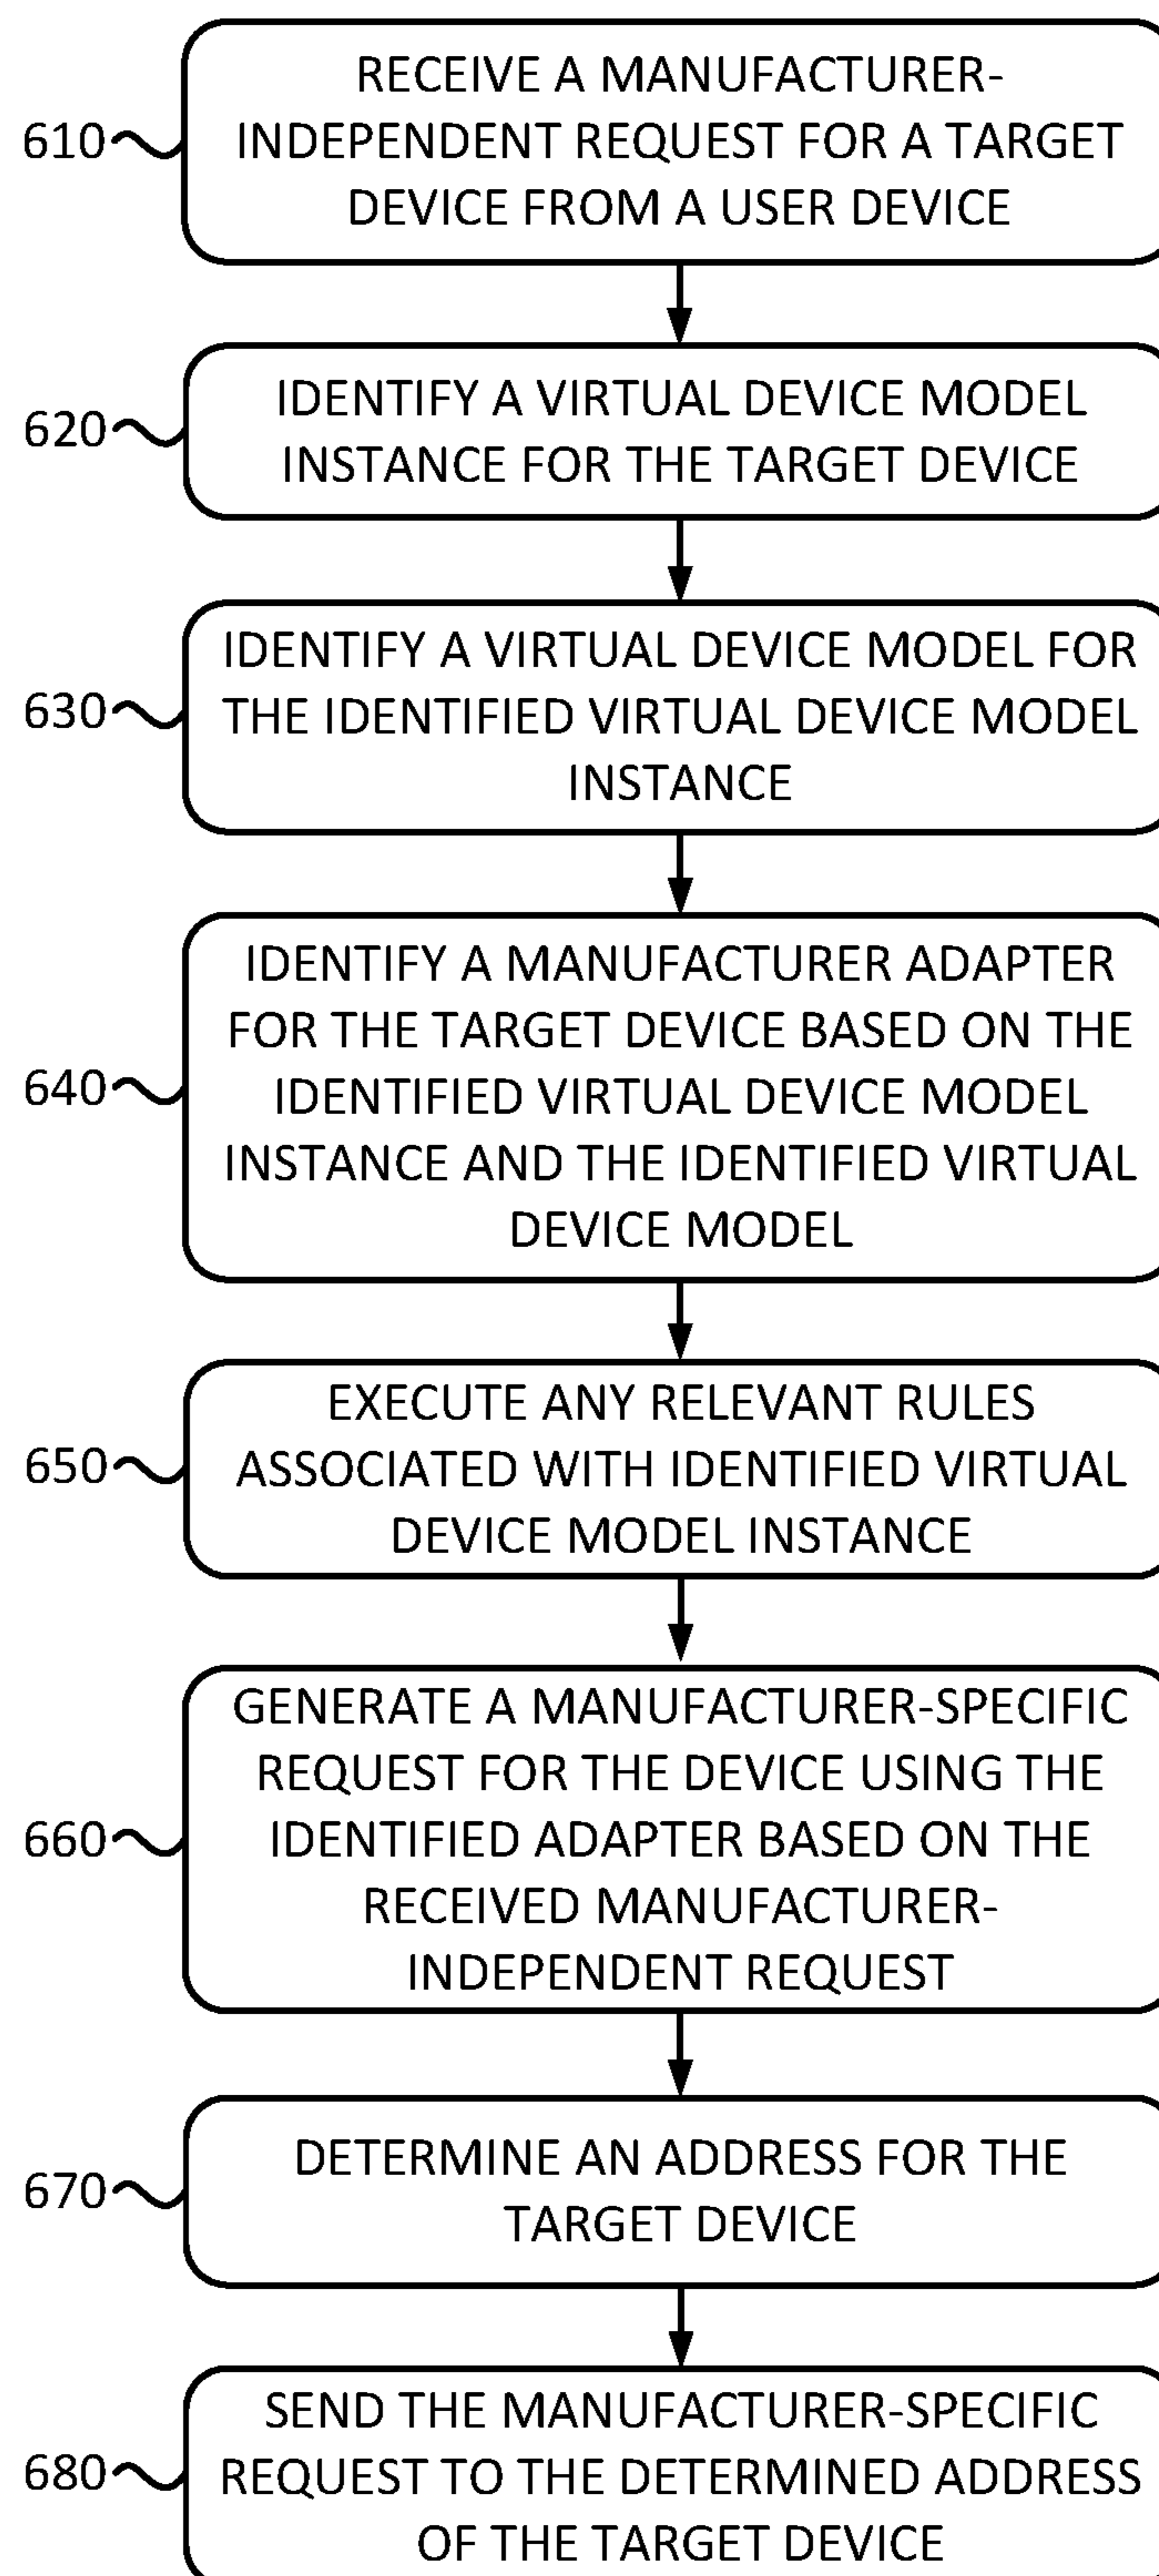 610
RECEIVE A MANUFACTURER-
INDEPENDENT REQUEST FOR A TARGET
DEVICE FROM A USER DEVICE
620
IDENTIFY A VIRTUAL DEVICE MODEL
INSTANCE FOR THE TARGET DEVICE
630
IDENTIFY A VIRTUAL DEVICE MODEL FOR
THE IDENTIFIED VIRTUAL DEVICE MODEL
INSTANCE
640
IDENTIFY A MANUFACTURER ADAPTER
FOR THE TARGET DEVICE BASED ON THE
IDENTIFIED VIRTUAL DEVICE MODEL
INSTANCE AND THE IDENTIFIED VIRTUAL
DEVICE MODEL
650
EXECUTE ANY RELEVANT RULES
ASSOCIATED WITH IDENTIFIED VIRTUAL
DEVICE MODEL INSTANCE
660
GENERATE A MANUFACTURER-SPECIFIC
REQUEST FOR THE DEVICE USING THE
IDENTIFIED ADAPTER BASED ON THE
RECEIVED MANUFACTURER-
INDEPENDENT REQUEST
670
DETERMINE AN ADDRESS FOR THE
TARGET DEVICE
680
SEND THE MANUFACTURER-SPECIFIC
REQUEST TO THE DETERMINED ADDRESS
OF THE TARGET DEVICE